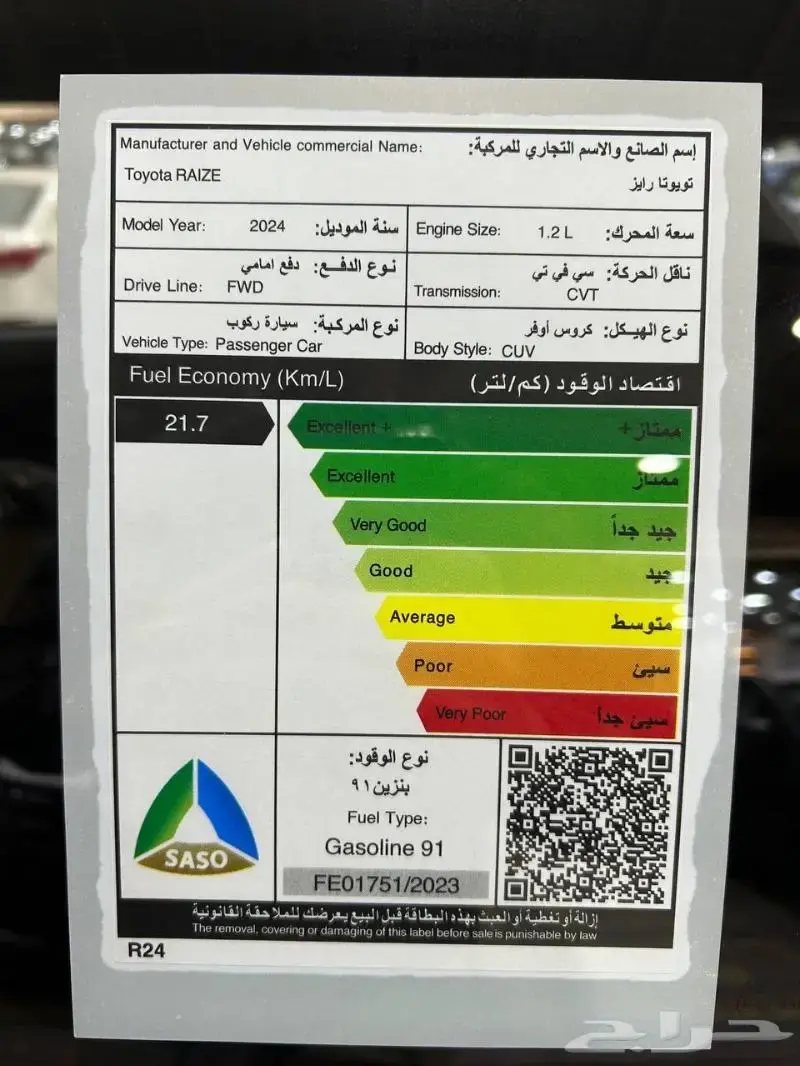 Manufacturer and Vehicle commercial Name: إسم الصانع والاسم التجاري للمركبة:
Toyota RAIZE تويوتا رايز
Model Year: 2024 سنة الموديل:
Engine Size: 1.2 L سعة المحرك:
نوع الدفع: دفع امامي
Drive Line: FWD
ناقل الحركة: سي في تي
Transmission: CVT
نوع المركبة: سيارة ركوب
Vehicle Type: Passenger Car
نوع الهيكل: كروس أوفر
Body Style: CUV
Fuel Economy (Km/L) اقتصاد الوقود (كم/لتر)
21.7
Excellent + ممتاز+
Excellent ممتاز
Very Good جيد جداً
Good جيد
Average متوسط
Poor سيئ
Very Poor سيئ جداً
SASO
نوع الوقود:
بنزين٩١
Fuel Type:
Gasoline 91
FE01751/2023
إزالة أو تغطية أو العبث بهذه البطاقة قبل البيع يعرضك للملاحقة القانونية
The removal, covering or damaging of this label before sale is punishable by law
R24
حراج